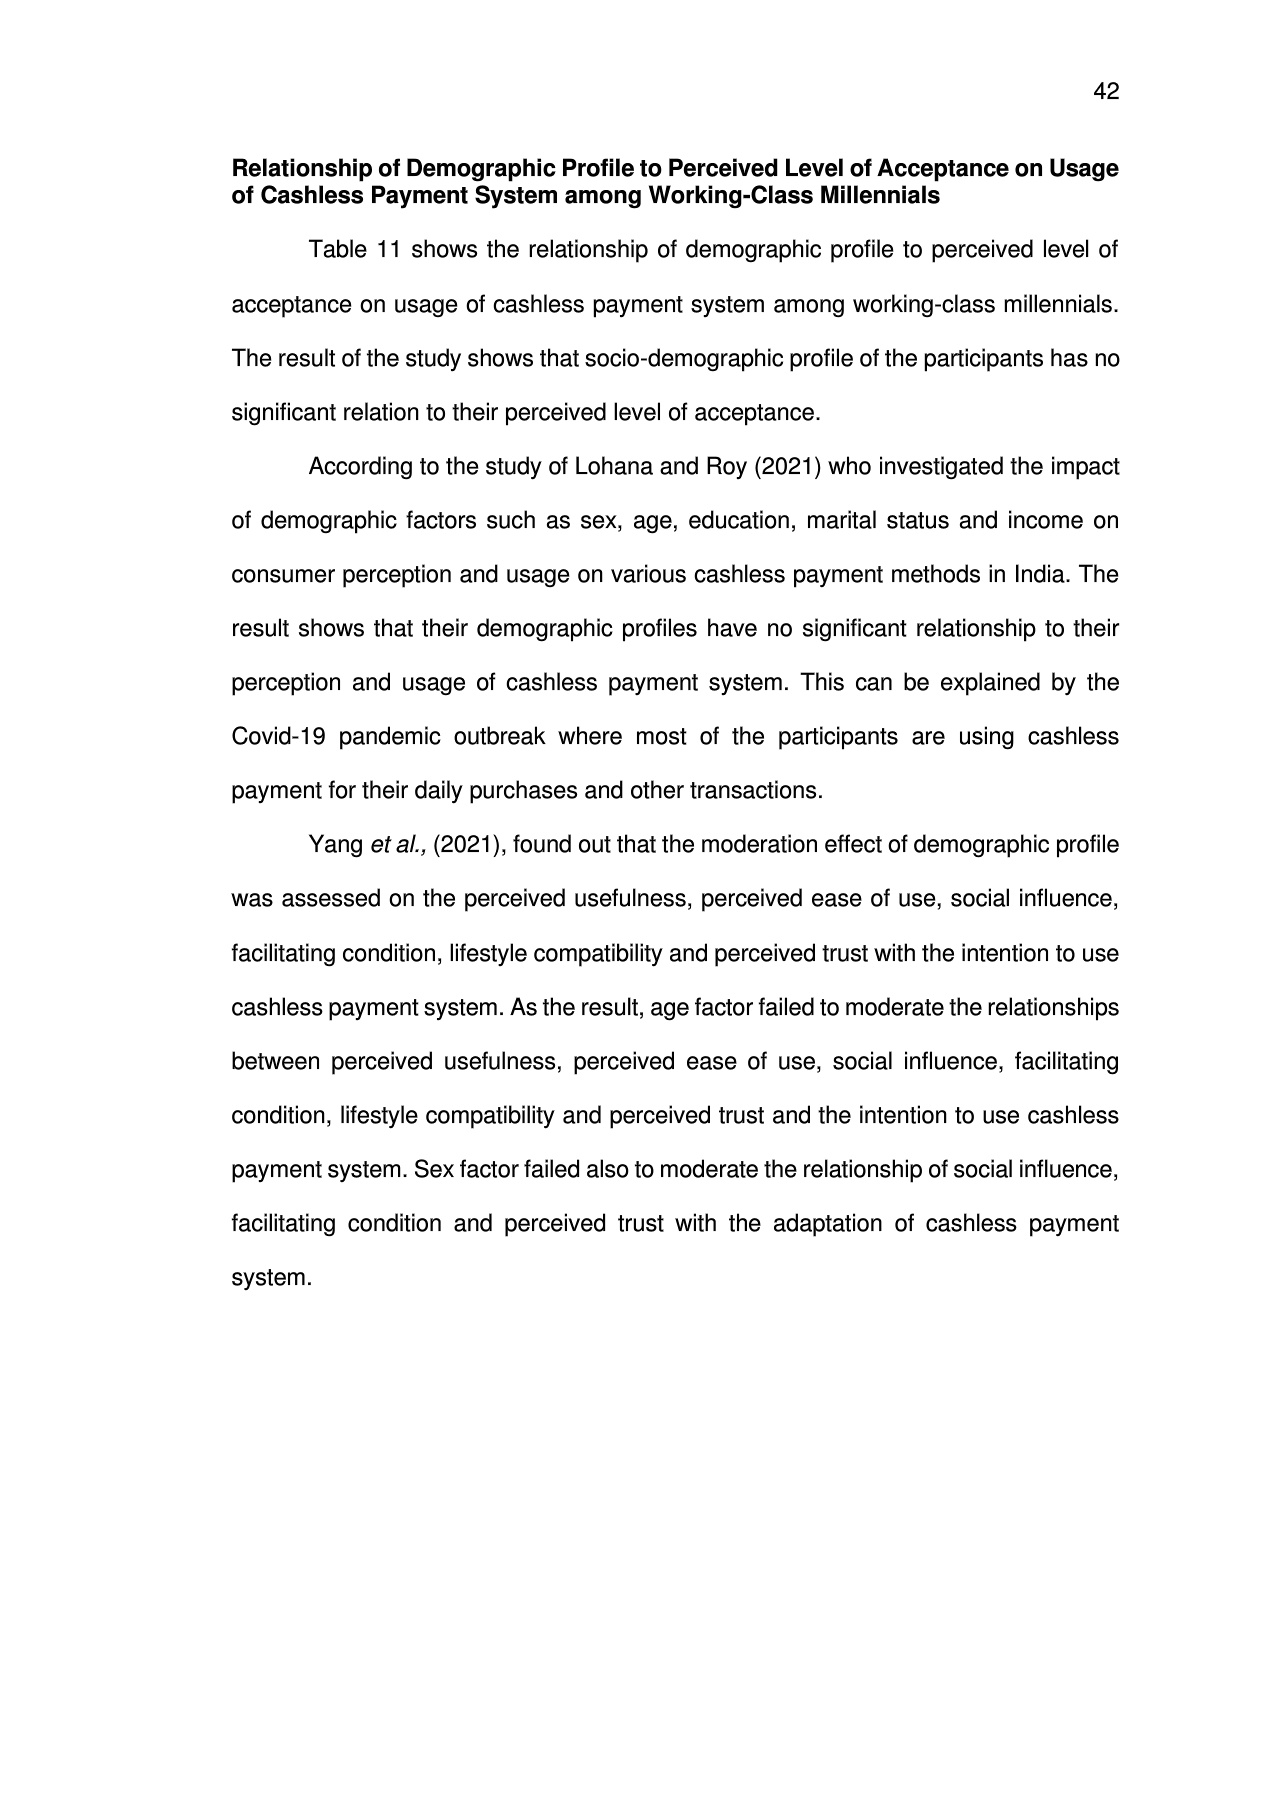 42
Relationship of Demographic Profile to Perceived Level of Acceptance on Usage
of Cashless Payment System among Working-Class Millennials
Table 11 shows the relationship of demographic profile to perceived level of
acceptance on usage of cashless payment system among working-class millennials.
The result of the study shows that socio-demographic profile of the participants has no
significant relation to their perceived level of acceptance.
According to the study of Lohana and Roy (2021) who investigated the impact
of demographic factors such as sex, age, education, marital status and income on
consumer perception and usage on various cashless payment methods in India. The
result shows that their demographic profiles have no significant relationship to their
perception and usage of cashless payment system. This can be explained by the
Covid-19 pandemic outbreak where most of the participants are using cashless
payment for their daily purchases and other transactions.
Yang et al., (2021), found out that the moderation effect of demographic profile
was assessed on the perceived usefulness, perceived ease of use, social influence,
facilitating condition, lifestyle compatibility and perceived trust with the intention to use
cashless payment system. As the result, age factor failed to moderate the relationships
between perceived usefulness, perceived ease of use, social influence, facilitating
condition, lifestyle compatibility and perceived trust and the intention to use cashless
payment system. Sex factor failed also to moderate the relationship of social influence,
facilitating condition and perceived trust with the adaptation of cashless payment
system.